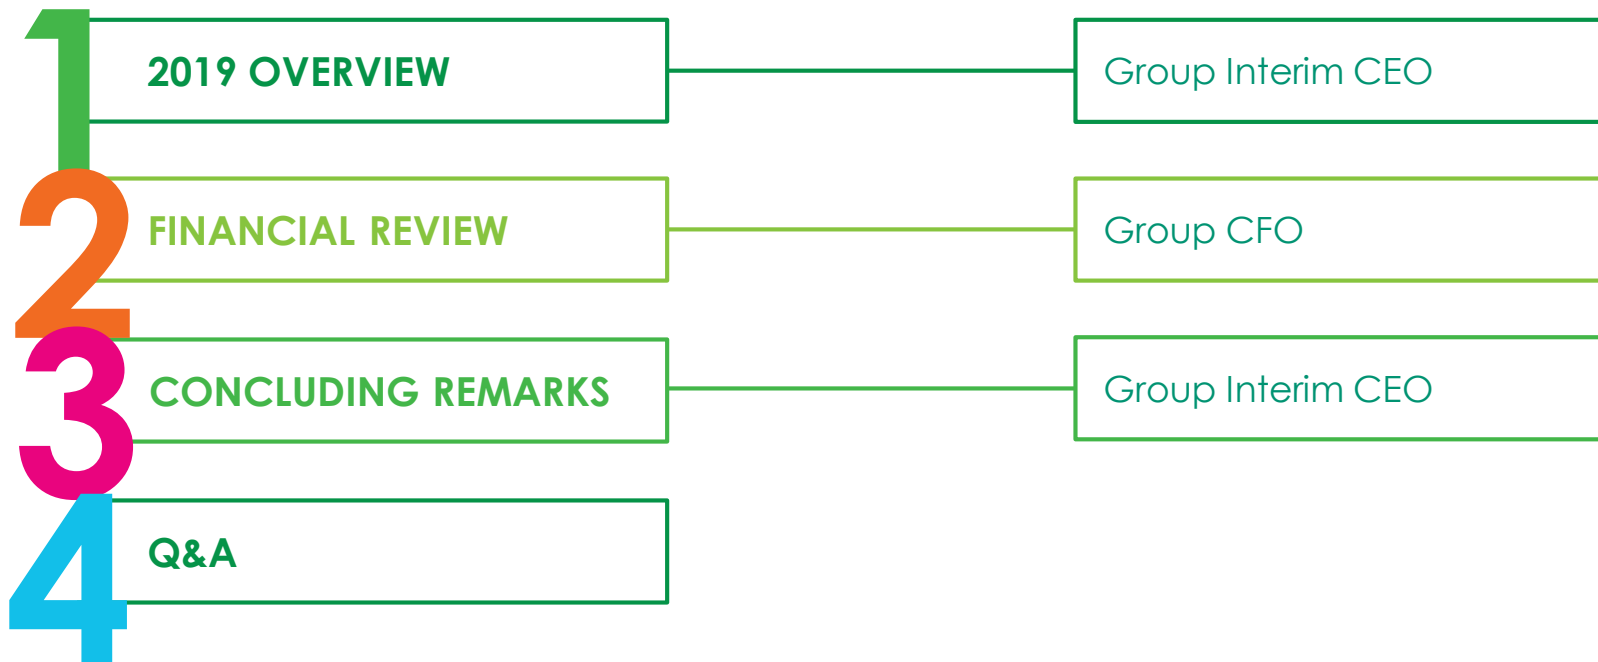 1
2019 OVERVIEW
Group Interim CEO
2
FINANCIAL REVIEW
Group CFO
3
CONCLUDING REMARKS
Group Interim CEO
4
Q&A